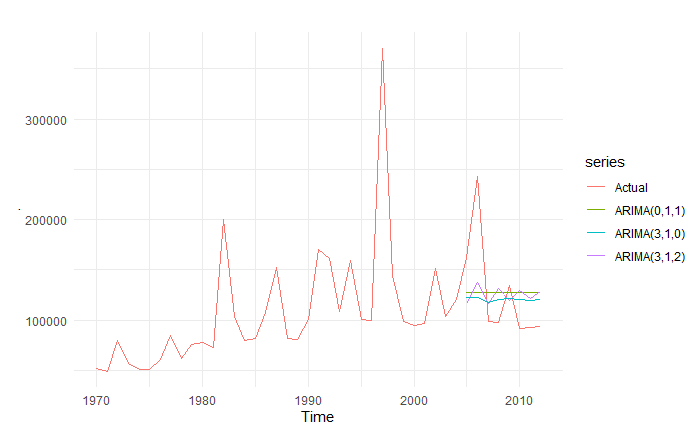 300000
200000
100000
1970 1980 1990 2000 2010
Time
series
Actual
ARIMA(0,1,1)
ARIMA(3,1,0)
ARIMA(3,1,2)